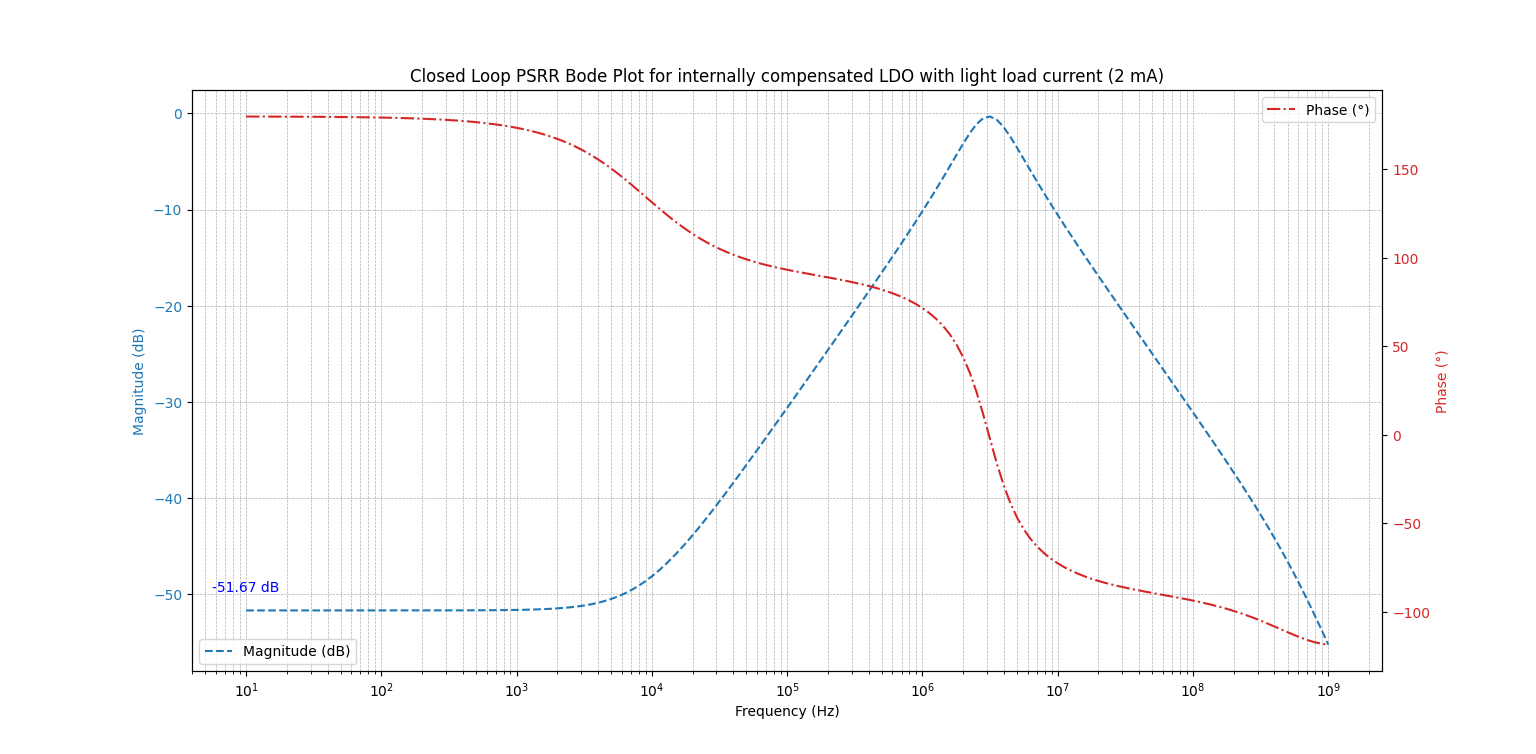 Closed Loop PSRR Bode Plot for internally compensated LDO with light load current (2 mA)
Phase (°)
0
−10
−20
−30
−40
−50
Magnitude (dB)
150
100
50
0
−50
−100
Phase (°)
-51.67 dB
Magnitude (dB)
10¹ 10² 10³ 10⁴ 10⁵ 10⁶ 10⁷ 10⁸ 10⁹
Frequency (Hz)